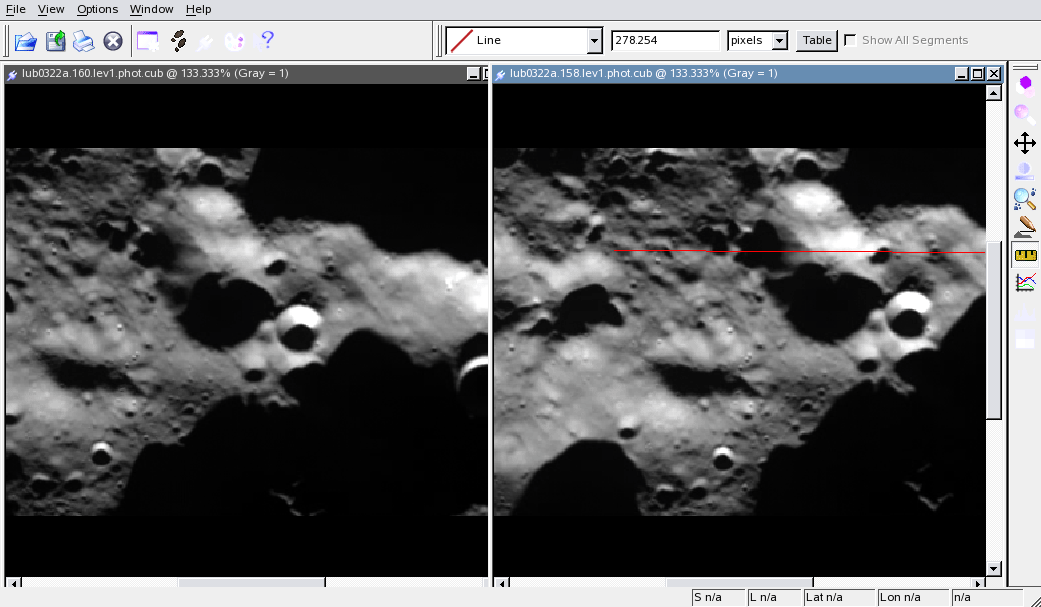 File View Options Window Help
Line 278.254 pixels Table Show All Segments
lub0322a.160.lev1.phot.cub @ 133.333% (Gray = 1)
lub0322a.158.lev1.phot.cub @ 133.333% (Gray = 1)
S n/a L n/a Lat n/a Lon n/a n/a